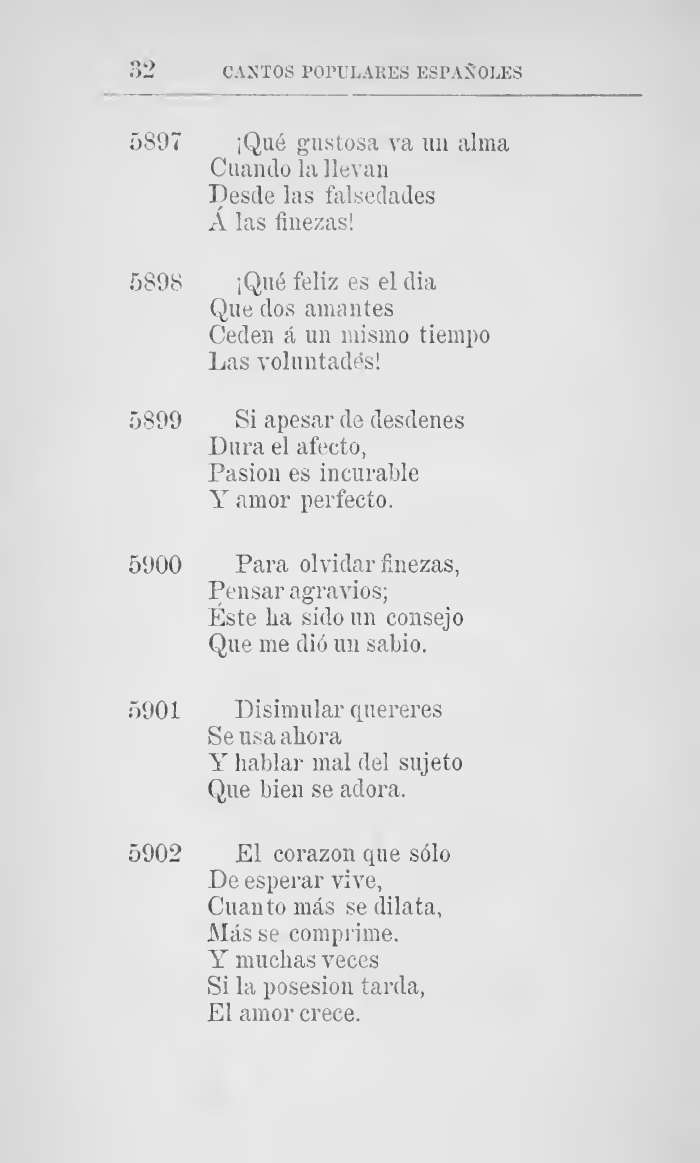 32 CANTOS POPULARES ESPAÑOLES
5897 ¡Qué gustosa va un alma
Cuando la llevan
Desde las falsedades
Á las finezas!
5898 ¡Qué feliz es el dia
Que dos amantes
Ceden á un mismo tiempo
Las voluntadés!
5899 Si apesar de desdenes
Dura el afecto,
Pasion es incurable
Y amor perfecto.
5900 Para olvidar finezas,
Pensar agravios;
Éste ha sido un consejo
Que me dió un sabio.
5901 Disimular quereres
Se usa ahora
Y hablar mal del sujeto
Que bien se adora.
5902 El corazon que sólo
De esperar vive,
Cuanto más se dilata,
Más se comprime.
Y muchas veces
Si la posesion tarda,
El amor crece.